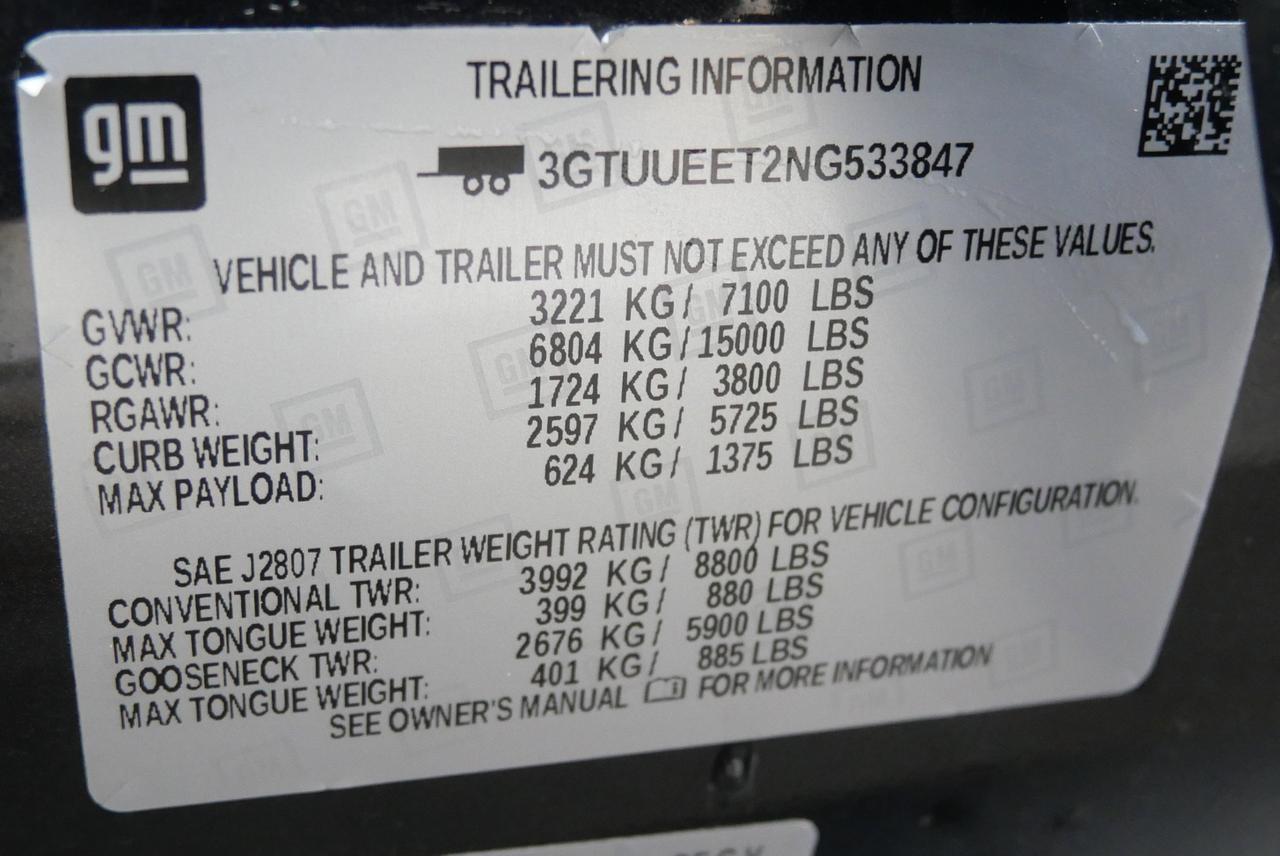 gm
TRAILERING INFORMATION
3GTUUEET2NG533847
VEHICLE AND TRAILER MUST NOT EXCEED ANY OF THESE VALUES.
GVWR: 3221 KG/ 7100 LBS
GCWR: 6804 KG/ 15000 LBS
RGAWR: 1724 KG/ 3800 LBS
CURB WEIGHT: 2597 KG/ 5725 LBS
MAX PAYLOAD: 624 KG/ 1375 LBS
SAE J2807 TRAILER WEIGHT RATING (TWR) FOR VEHICLE CONFIGURATION.
CONVENTIONAL TWR: 3992 KG/ 8800 LBS
MAX TONGUE WEIGHT: 399 KG/ 880 LBS
GOOSENECK TWR: 2676 KG/ 5900 LBS
MAX TONGUE WEIGHT: 401 KG/ 885 LBS
SEE OWNER'S MANUAL FOR MORE INFORMATION